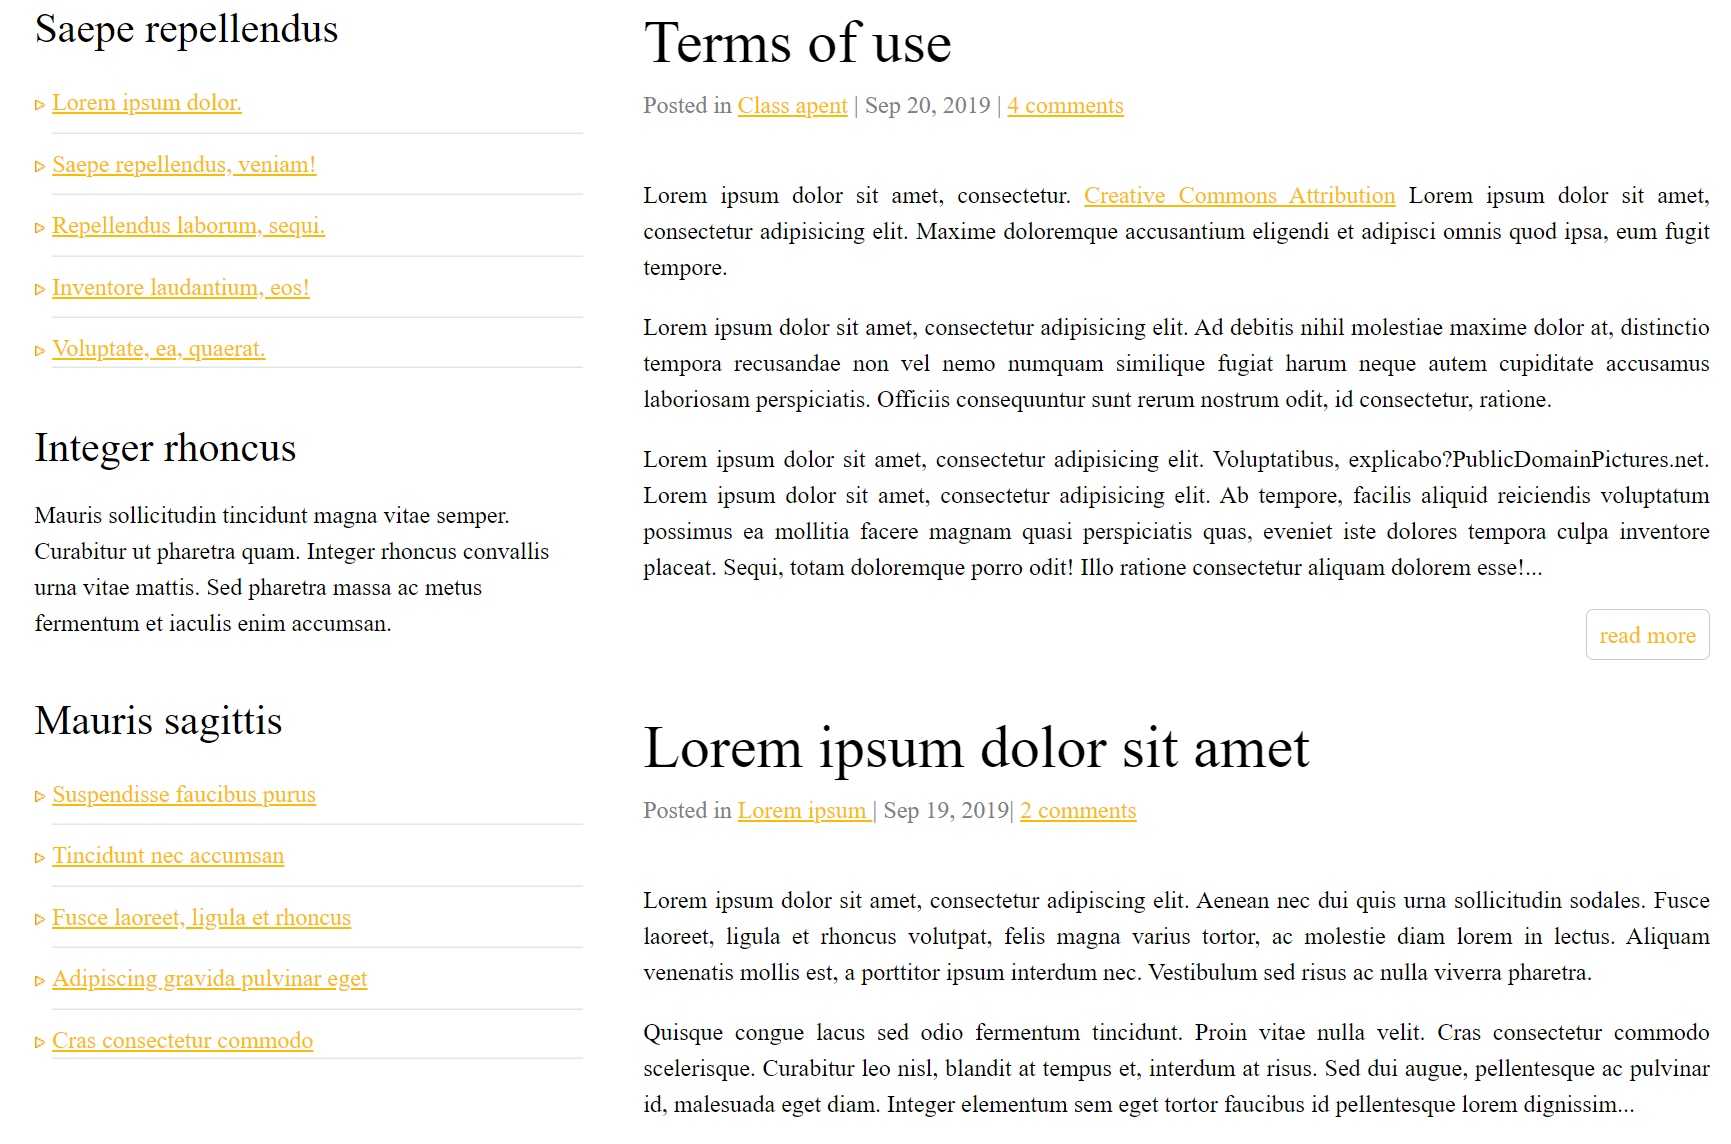 Saepe repellendus
Lorem ipsum dolor.
Saepe repellendus, veniam!
Repellendus laborum, sequi.
Inventore laudantium, eos!
Voluptate, ea, quaerat.
Integer rhoncus
Mauris sollicitudin tincidunt magna vitae semper.
Curabitur ut pharetra quam. Integer rhoncus convallis
urna vitae mattis. Sed pharetra massa ac metus
fermentum et iaculis enim accumsan.
Mauris sagittis
Suspendisse faucibus purus
Tincidunt nec accumsan
Fusce laoreet, ligula et rhoncus
Adipiscing gravida pulvinar eget
Cras consectetur commodo
Terms of use
Posted in Class apent | Sep 20, 2019 | 4 comments
Lorem ipsum dolor sit amet, consectetur. Creative Commons Attribution Lorem ipsum dolor sit amet,
consectetur adipisicing elit. Maxime doloremque accusantium eligendi et adipisci omnis quod ipsa, eum fugit
tempore.
Lorem ipsum dolor sit amet, consectetur adipisicing elit. Ad debitis nihil molestiae maxime dolor at, distinctio
tempora recusandae non vel nemo numquam similique fugiat harum neque autem cupiditate accusamus
laboriosam perspiciatis. Officiis consequuntur sunt rerum nostrum odit, id consectetur, ratione.
Lorem ipsum dolor sit amet, consectetur adipisicing elit. Voluptatibus, explicabo?PublicDomainPictures.net.
Lorem ipsum dolor sit amet, consectetur adipisicing elit. Ab tempore, facilis aliquid reiciendis voluptatum
possimus ea mollitia facere magnam quasi perspiciatis quas, eveniet iste dolores tempora culpa inventore
placeat. Sequi, totam doloremque porro odit! Illo ratione consectetur aliquam dolorem esse!...
read more
Lorem ipsum dolor sit amet
Posted in Lorem ipsum | Sep 19, 2019| 2 comments
Lorem ipsum dolor sit amet, consectetur adipiscing elit. Aenean nec dui quis urna sollicitudin sodales. Fusce
laoreet, ligula et rhoncus volutpat, felis magna varius tortor, ac molestie diam lorem in lectus. Aliquam
venenatis mollis est, a porttitor ipsum interdum nec. Vestibulum sed risus ac nulla viverra pharetra.
Quisque congue lacus sed odio fermentum tincidunt. Proin vitae nulla velit. Cras consectetur commodo
scelerisque. Curabitur leo nisl, blandit at tempus et, interdum at risus. Sed dui augue, pellentesque ac pulvinar
id, malesuada eget diam. Integer elementum sem eget tortor faucibus id pellentesque lorem dignissim...